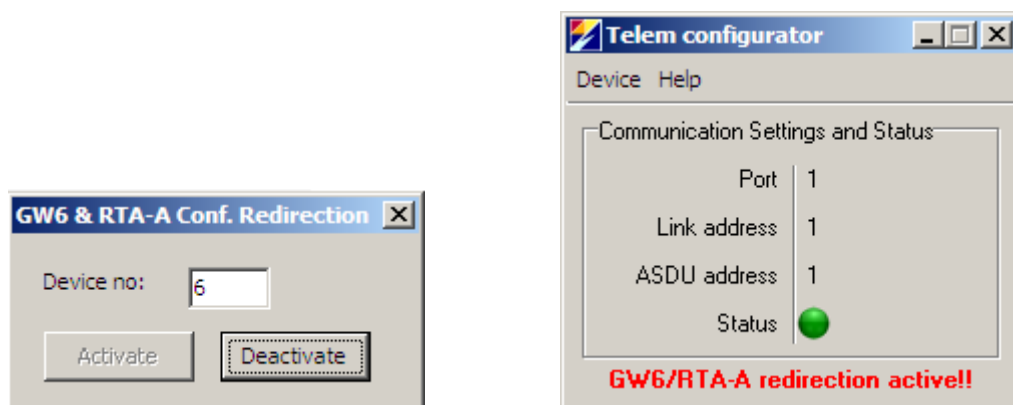 GW6 & RTA-A Conf. Redirection
Device no: 6
Activate Deactivate
Telem configurator
Device Help
Communication Settings and Status
Port 1
Link address 1
ASDU address 1
Status
GW6/RTA-A redirection active!!